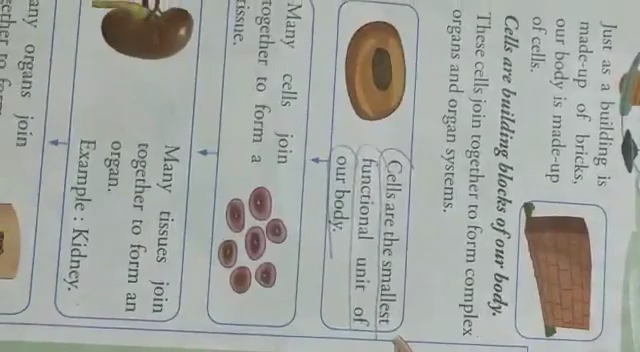 Just as a building is
made-up of bricks,
our body is made-up
of cells.
Cells are building blocks of our body.
These cells join together to form complex
organs and organ systems.
Cells are the smallest
functional unit of
our body.
Many cells join
together to form a
tissue.
Many tissues join
together to form an
organ.
Example : Kidney.
any organs join